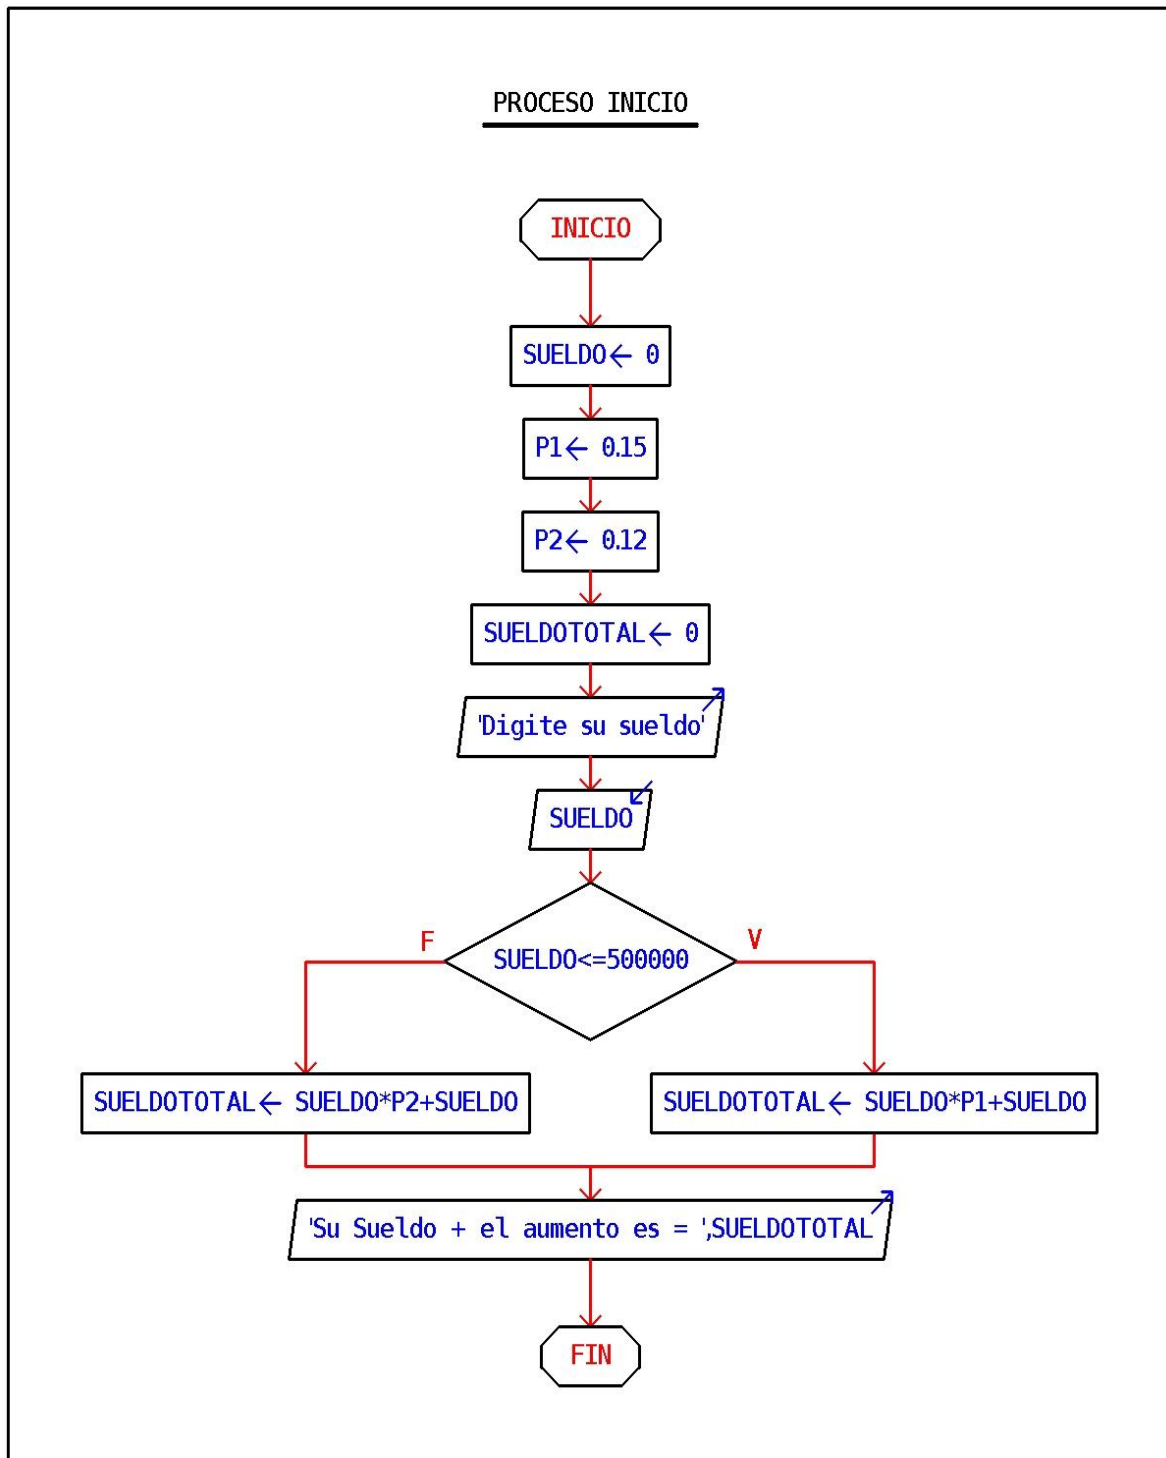 PROCESO INICIO
INICIO
SUELDO← 0
P1← 0.15
P2← 0.12
SUELDOTOTAL← 0
'Digite su sueldo'
SUELDO
F
V
SUELDO<=500000
SUELDOTOTAL← SUELDO*P2+SUELDO
SUELDOTOTAL← SUELDO*P1+SUELDO
'Su Sueldo + el aumento es = ',SUELDOTOTAL
FIN